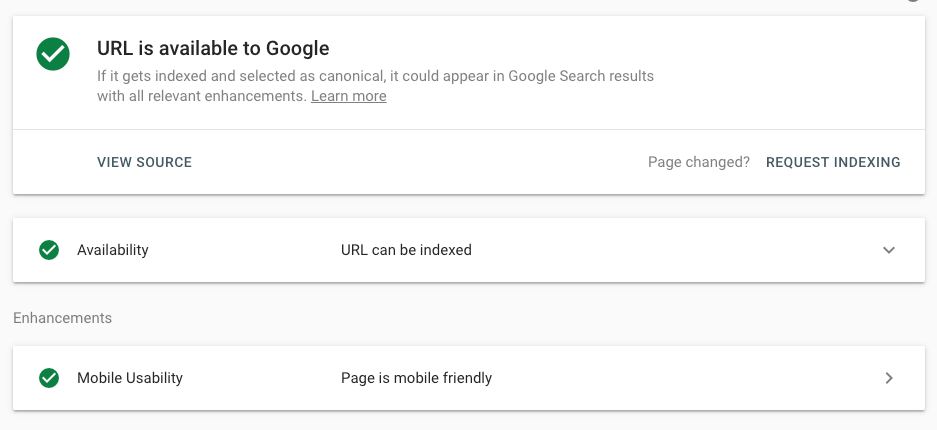 URL is available to Google
If it gets indexed and selected as canonical, it could appear in Google Search results
with all relevant enhancements. Learn more
VIEW SOURCE
Page changed? REQUEST INDEXING
Availability
URL can be indexed
Enhancements
Mobile Usability
Page is mobile friendly